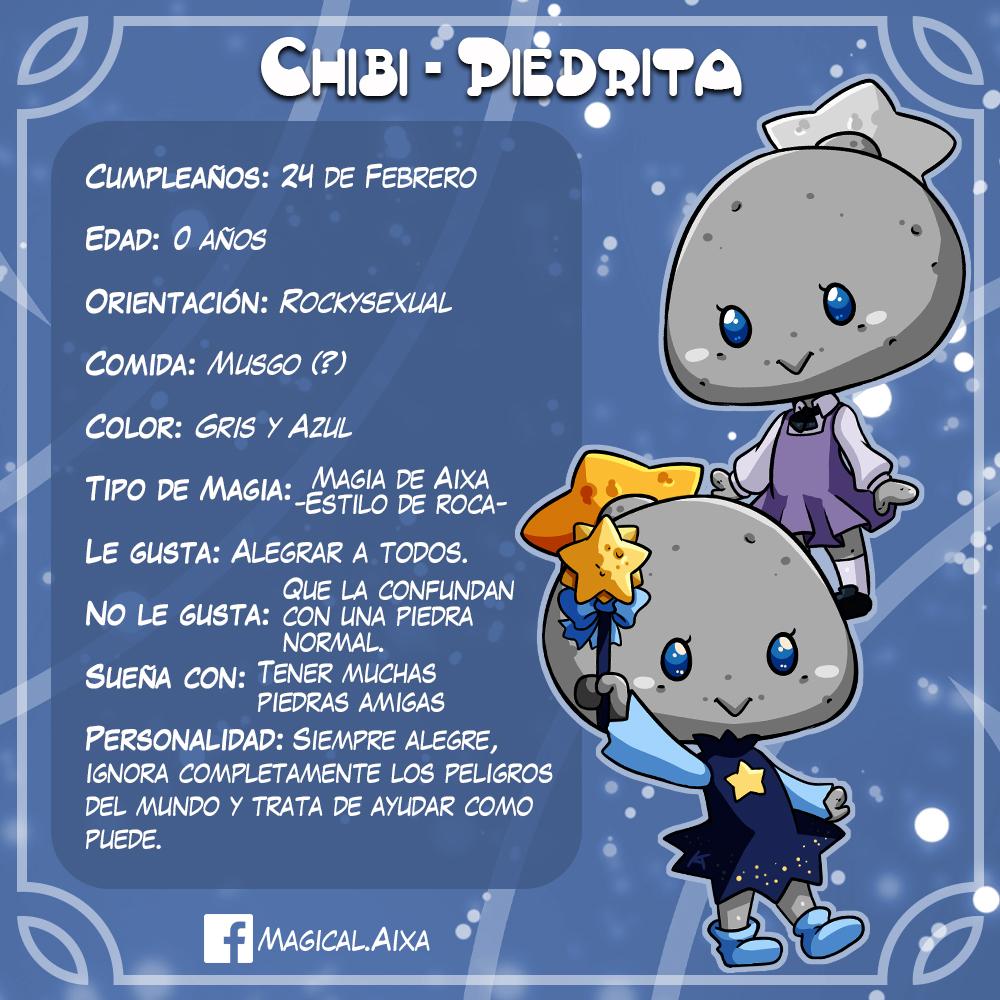 Chibi - Piedrita
Cumpleaños: 24 de Febrero
Edad: 0 años
Orientación: Rockysexual
Comida: Musgo (?)
Color: Gris y Azul
Tipo de Magia: Magia de Aixa
-Estilo de roca-
Le gusta: Alegrar a todos.
No le gusta: Que la confundan
con una piedra
normal.
Sueña con: Tener muchas
piedras amigas
Personalidad: Siempre alegre,
ignora completamente los peligros
del mundo y trata de ayudar como
puede.
Magical.Aixa